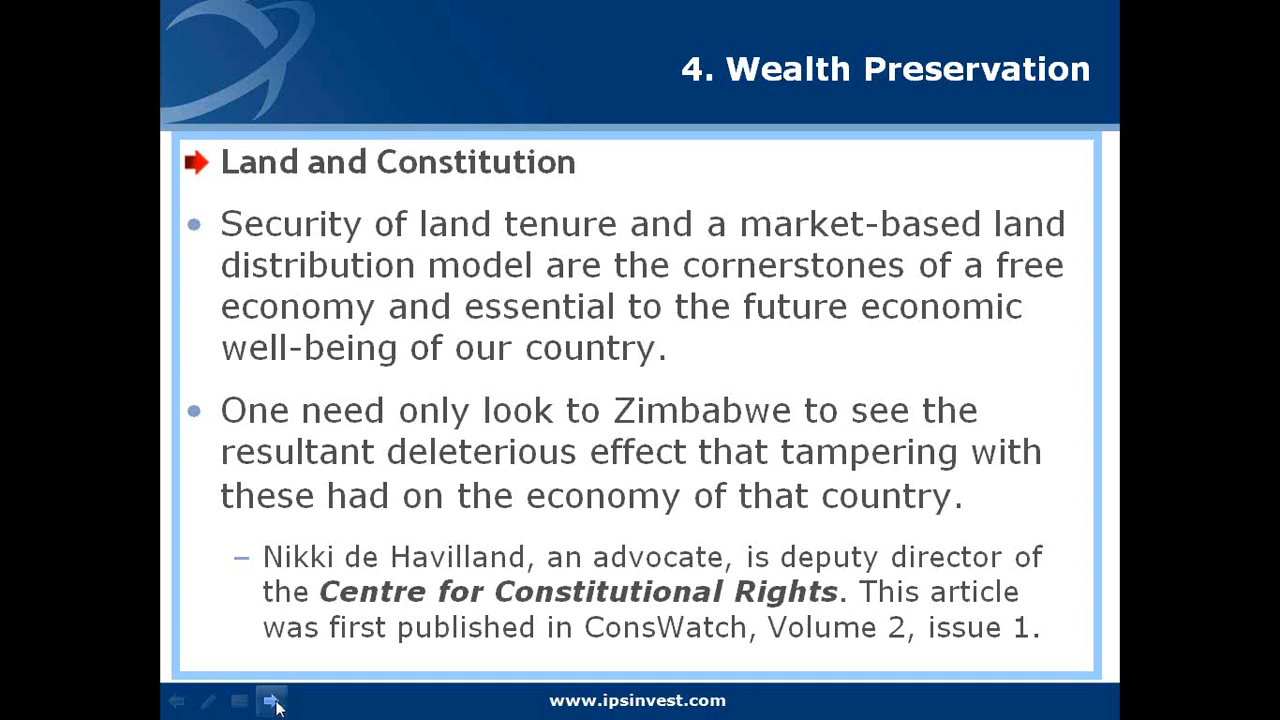 4. Wealth Preservation
Land and Constitution
Security of land tenure and a market-based land
distribution model are the cornerstones of a free
economy and essential to the future economic
well-being of our country.
One need only look to Zimbabwe to see the
resultant deleterious effect that tampering with
these had on the economy of that country.
– Nikki de Havilland, an advocate, is deputy director of
the Centre for Constitutional Rights. This article
was first published in ConsWatch, Volume 2, issue 1.
www.ipsinvest.com